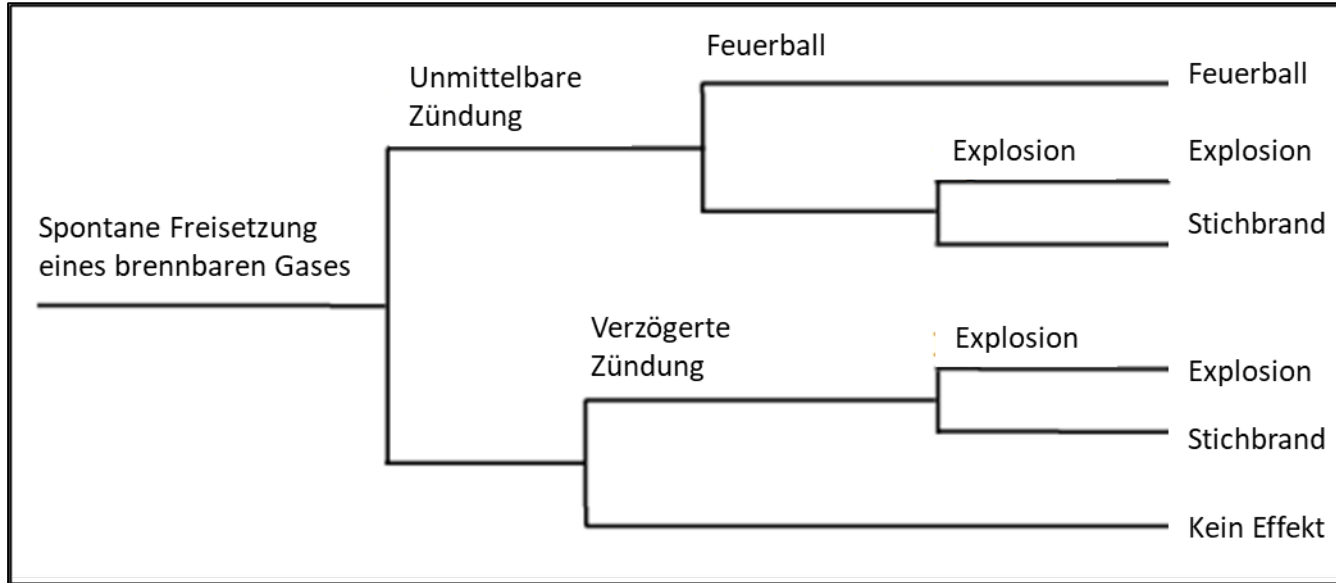 Feuerball
Feuerball
Unmittelbare
Zündung
Explosion
Explosion
Spontane Freisetzung
eines brennbaren Gases
Stichbrand
Verzögerte
Zündung
Explosion
Explosion
Stichbrand
Kein Effekt